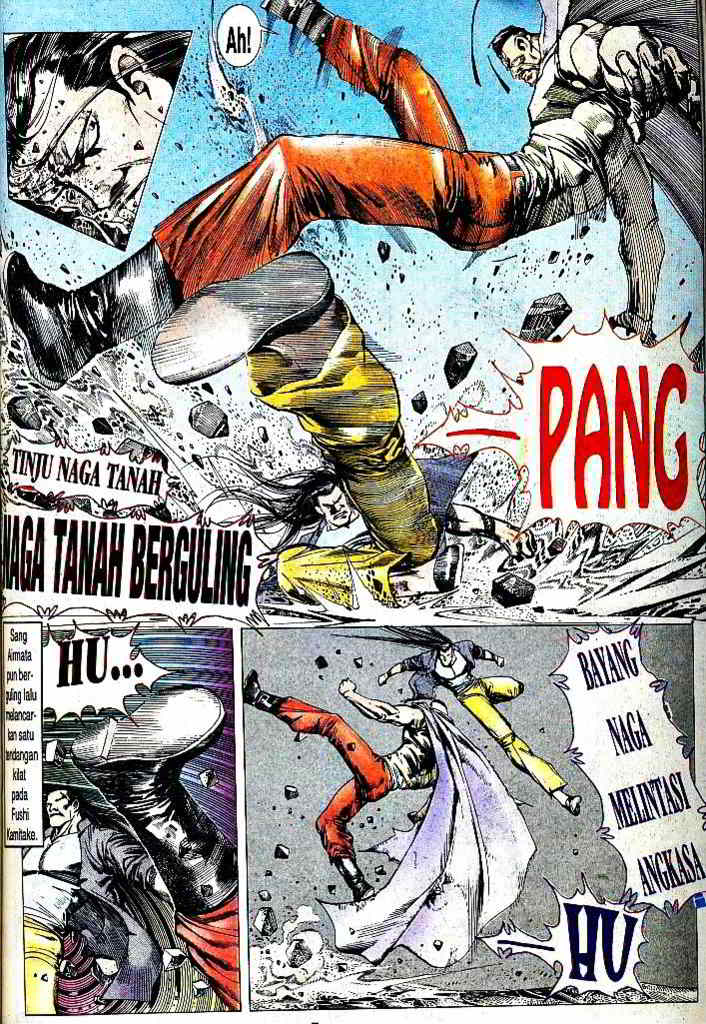 Ah!
PANG
TINJU NAGA TANAH
NAGA TANAH BERGULING
Sang
Airmata
pun ber-
guling lalu
melancar-
kan satu
tendangan
kilat
pada
Fushi
Kamitake.
HU...
BAYANG
NAGA
MELINTASI
ANGKASA
HU